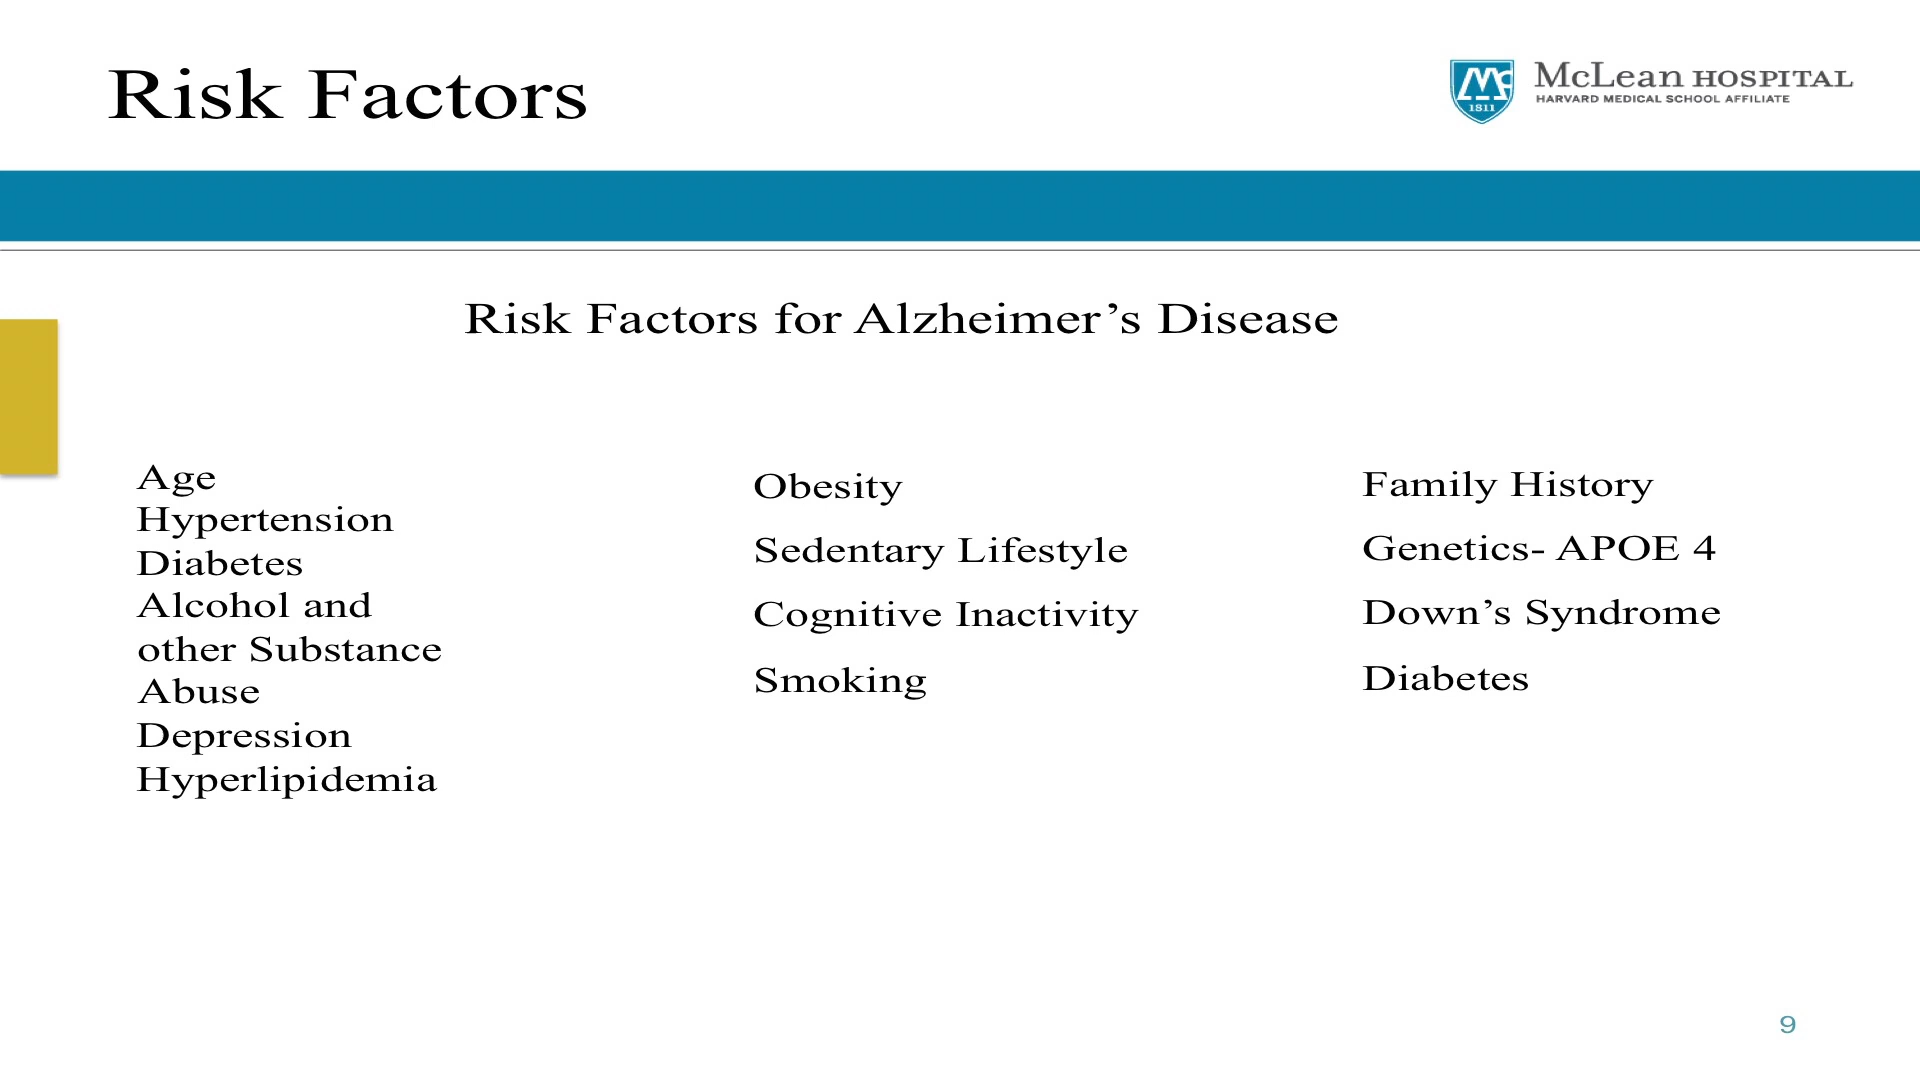 Risk Factors
McLean HOSPITAL
HARVARD MEDICAL SCHOOL AFFILIATE
1811
Risk Factors for Alzheimer’s Disease
Age
Hypertension
Diabetes
Alcohol and
other Substance
Abuse
Depression
Hyperlipidemia
Obesity
Sedentary Lifestyle
Cognitive Inactivity
Smoking
Family History
Genetics- APOE 4
Down’s Syndrome
Diabetes
9